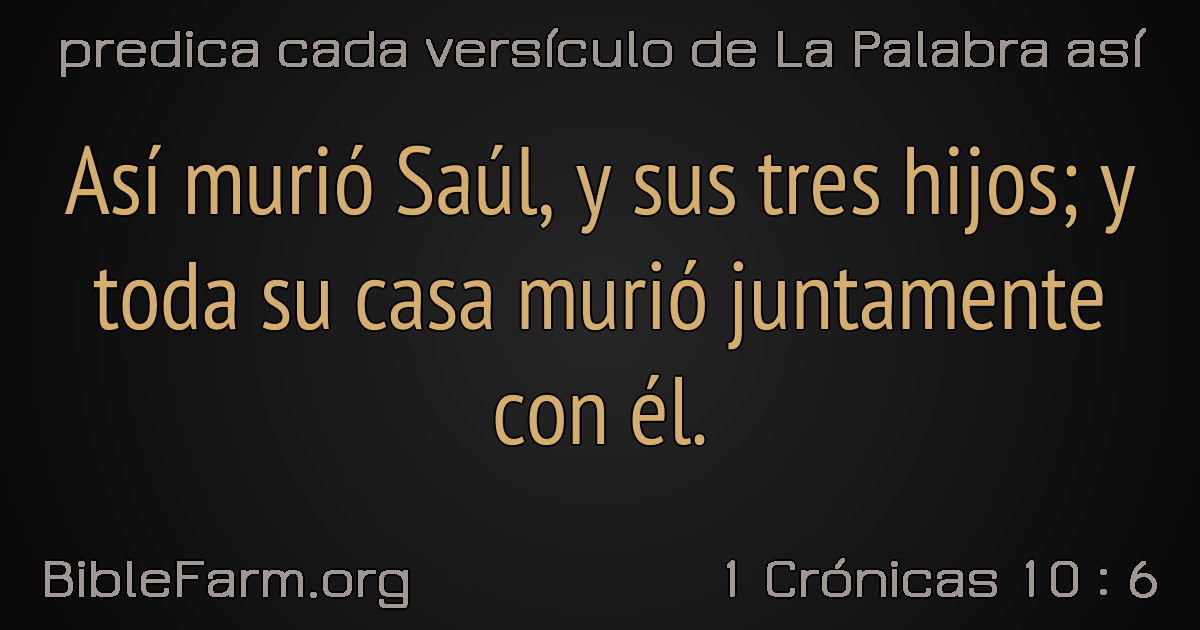 predica cada versículo de La Palabra así
Así murió Saúl, y sus tres hijos; y
toda su casa murió juntamente
con él.
BibleFarm.org
1 Crónicas 10 : 6